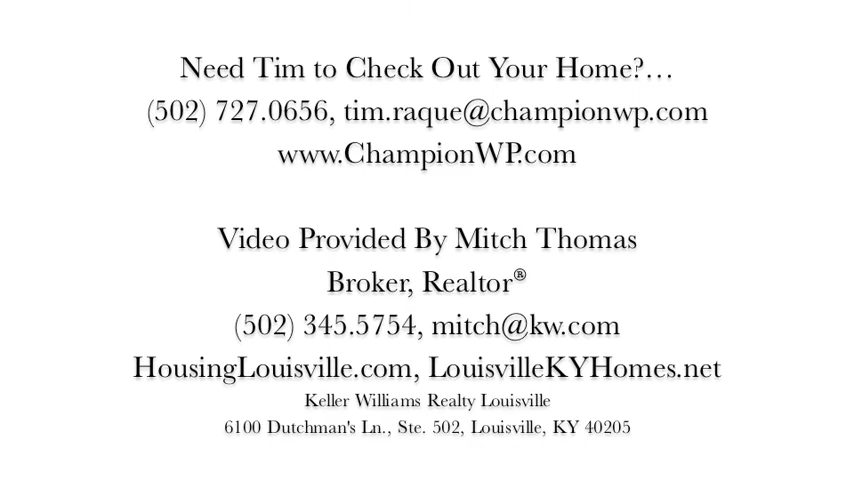 Need Tim to Check Out Your Home?…
(502) 727.0656, tim.raque@championwp.com
www.ChampionWP.com
Video Provided By Mitch Thomas
Broker, Realtor®
(502) 345.5754, mitch@kw.com
HousingLouisville.com, LouisvilleKYHomes.net
Keller Williams Realty Louisville
6100 Dutchman's Ln., Ste. 502, Louisville, KY 40205